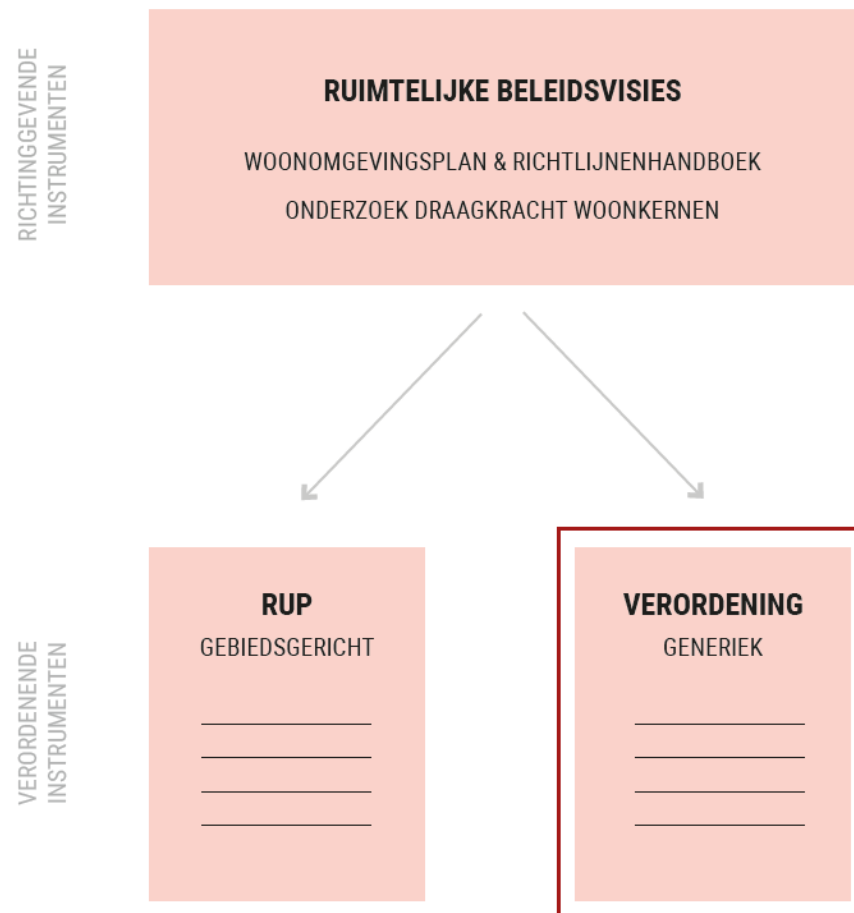 RICHTINGGEVENDE
INSTRUMENTEN
RUIMTELIJKE BELEIDSVISIES
WOONOMGEVINGSPLAN & RICHTLIJNENHANDBOEK
ONDERZOEK DRAAGKRACHT WOONKERNEN
VERORDENENDE
INSTRUMENTEN
RUP
GEBIEDSGERICHT
VERORDENING
GENERIEK